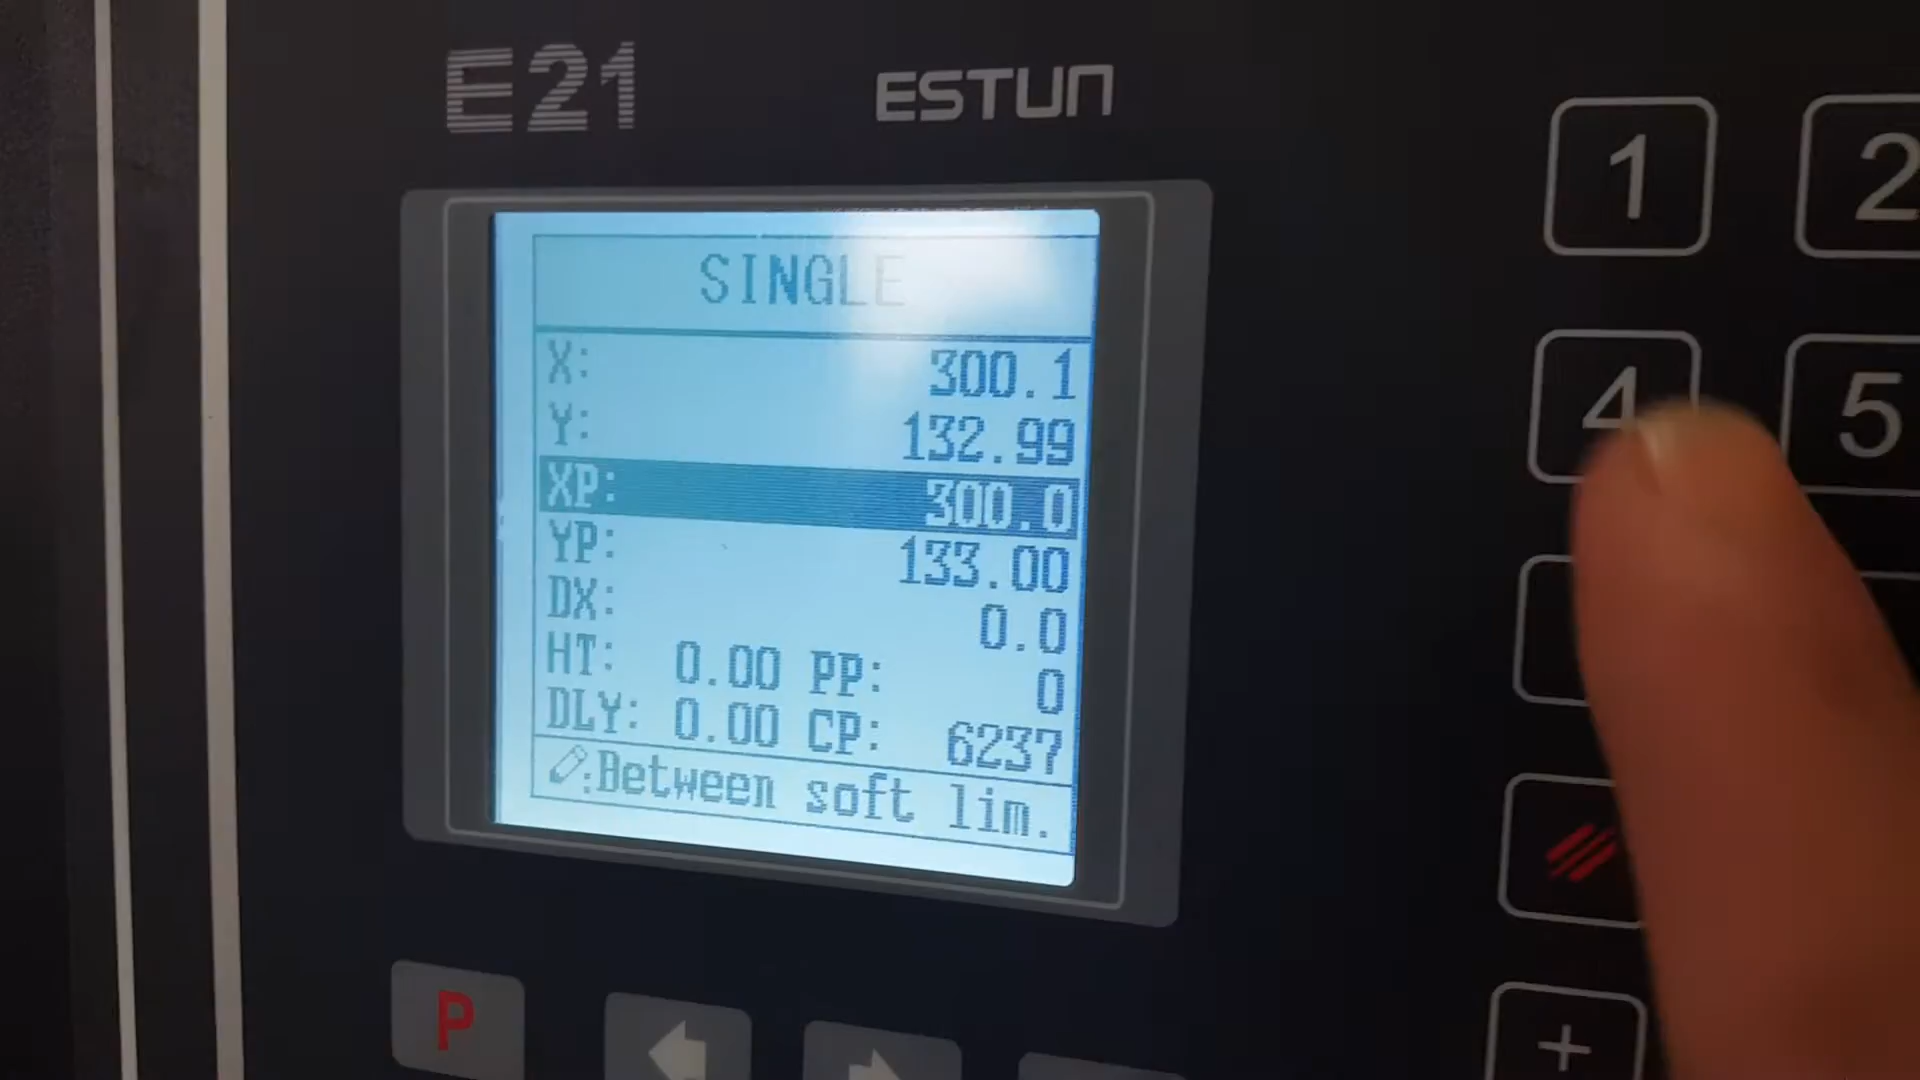 E21 ESTUN
SINGLE
X: 300.1
Y: 132.99
XP: 300.0
YP: 133.00
DX: 0.0
HT: 0.00 PP: 0
DLY: 0.00 CP: 6237
:Between soft lim.
1 2
4 5
P
+